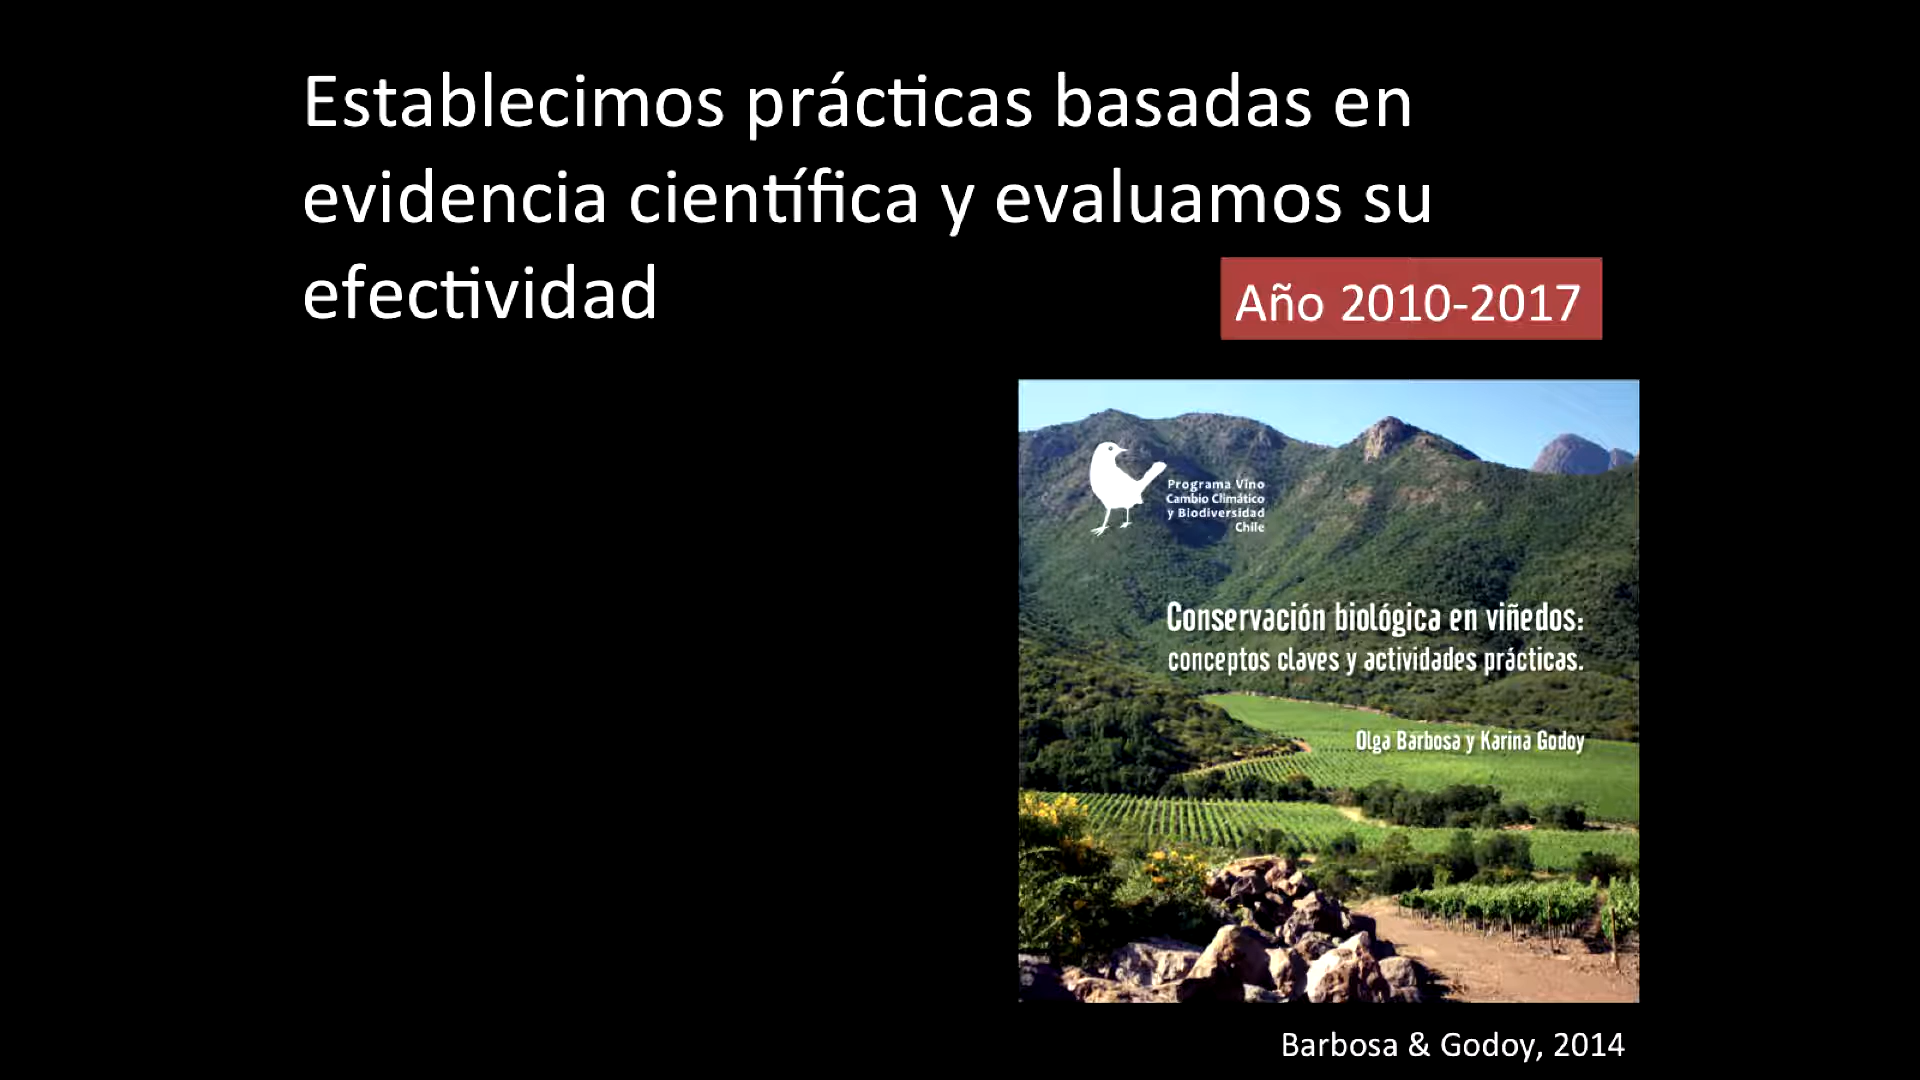 Establecimos prácticas basadas en
evidencia científica y evaluamos su
efectividad
Año 2010-2017
Programa Vino
Cambio Climático
y Biodiversidad
Chile
Conservación biológica en viñedos:
conceptos claves y actividades prácticas.
Olga Barbosa y Karina Godoy
Barbosa & Godoy, 2014